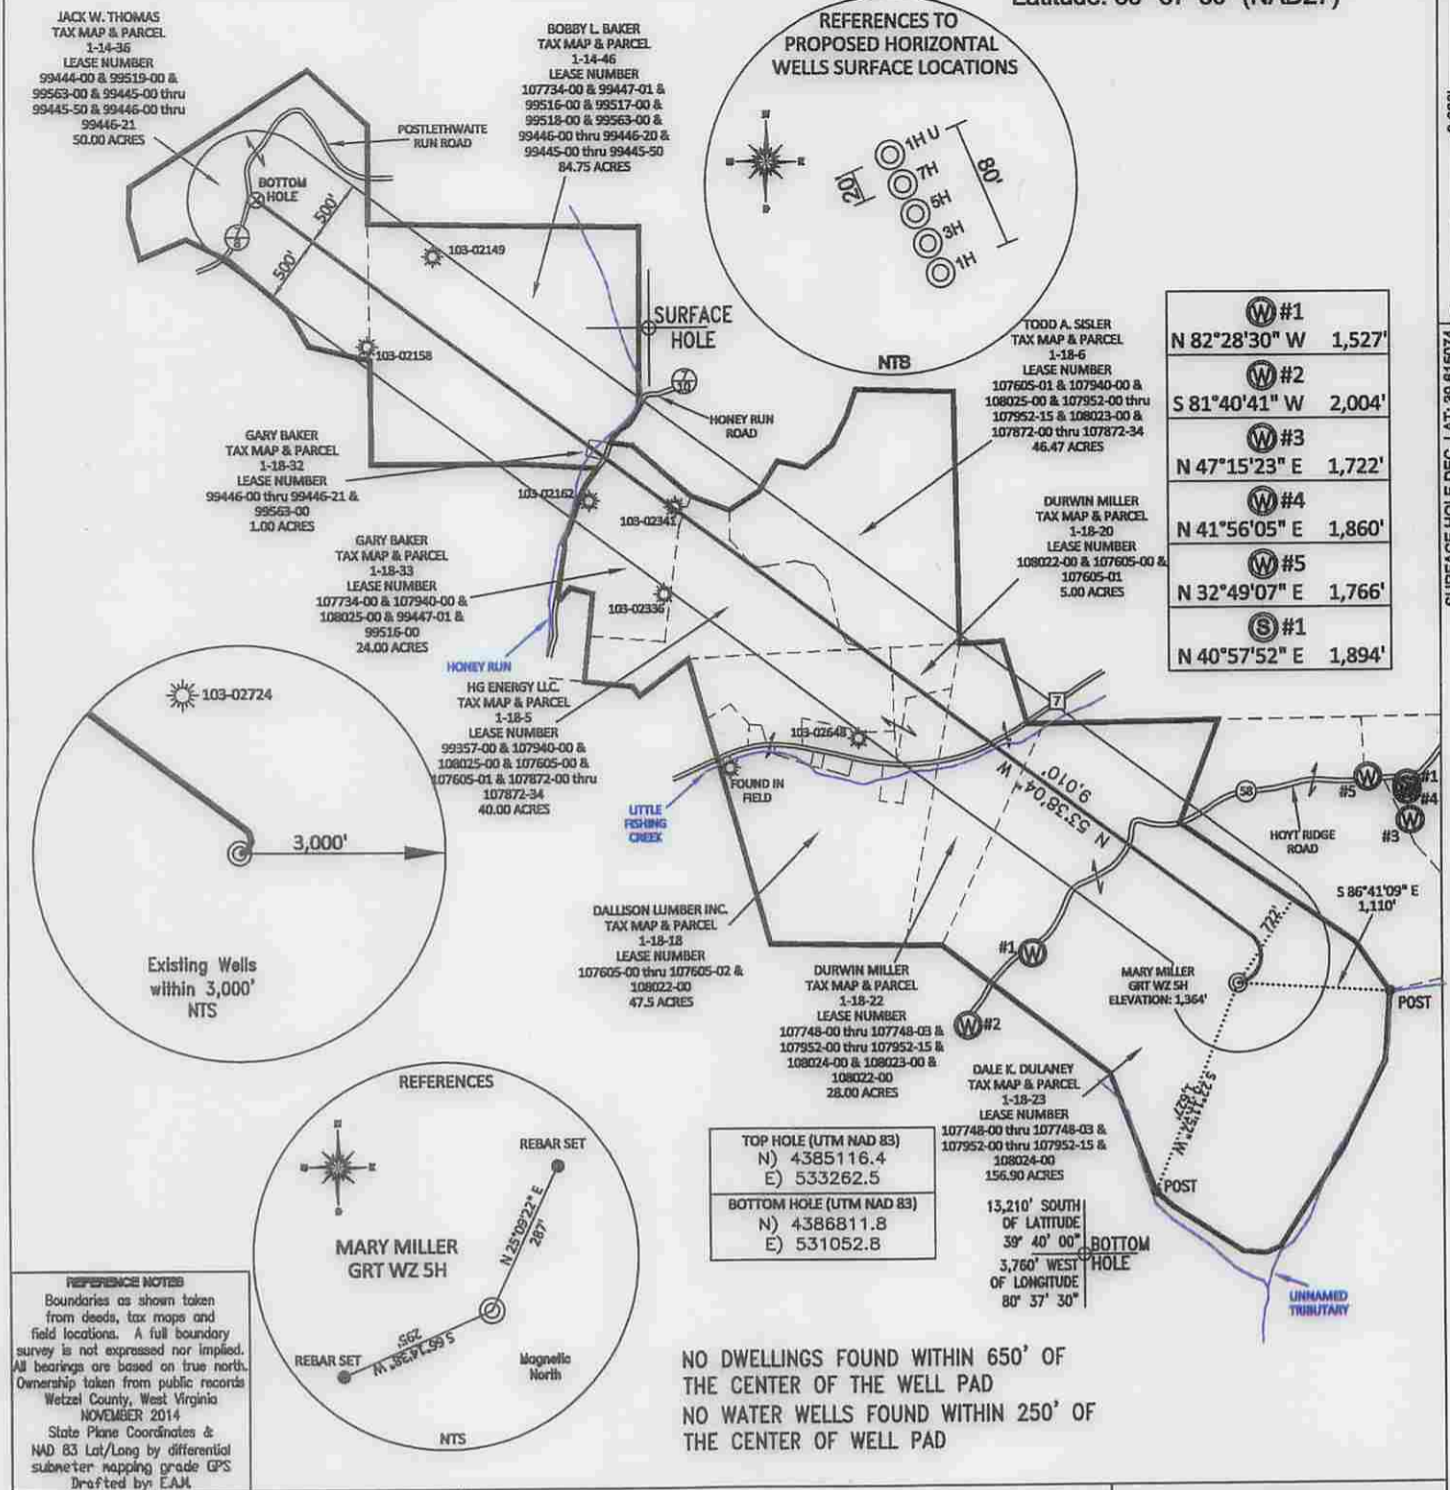 JACK W. THOMAS
TAX MAP & PARCEL
1-14-36
LEASE NUMBER
99444-00 & 99519-00 &
99563-00 & 99445-00 thru
99445-50 & 99446-00 thru
99446-21
50.00 ACRES
POSTLETHWAITE
RUN ROAD
BOTTOM
HOLE
7
8
500'
500'
BOBBY L. BAKER
TAX MAP & PARCEL
1-14-46
LEASE NUMBER
107734-00 & 99447-01 &
99516-00 & 99517-00 &
99518-00 & 99563-00 &
99446-00 thru 99446-20 &
99445-00 thru 99445-50
84.75 ACRES
103-02149
103-02158
SURFACE
HOLE
REFERENCES TO
PROPOSED HORIZONTAL
WELLS SURFACE LOCATIONS
1H U
7H
5H
3H
1H
20'
80'
NTS
7
10
HONEY RUN
ROAD
TODD A. SISLER
TAX MAP & PARCEL
1-18-6
LEASE NUMBER
107605-01 & 107940-00 &
108025-00 & 107952-00 thru
107952-15 & 108023-00 &
107872-00 thru 107872-34
46.47 ACRES
W #1
N 82°28'30" W 1,527'
W #2
S 81°40'41" W 2,004'
W #3
N 47°15'23" E 1,722'
W #4
N 41°56'05" E 1,860'
W #5
N 32°49'07" E 1,766'
S #1
N 40°57'52" E 1,894'
GARY BAKER
TAX MAP & PARCEL
1-18-32
LEASE NUMBER
99446-00 thru 99446-21 &
99563-00
1.00 ACRES
103-02162
103-02341
GARY BAKER
TAX MAP & PARCEL
1-18-33
LEASE NUMBER
107734-00 & 107940-00 &
108025-00 & 99447-01 &
99516-00
24.00 ACRES
103-02336
HONEY RUN
DURWIN MILLER
TAX MAP & PARCEL
1-18-20
LEASE NUMBER
108022-00 & 107605-00 &
107605-01
5.00 ACRES
HG ENERGY LLC.
TAX MAP & PARCEL
1-18-5
LEASE NUMBER
99357-00 & 107940-00 &
108025-00 & 107605-00 &
107605-01 & 107872-00 thru
107872-34
40.00 ACRES
103-02724
3,000'
Existing Wells
within 3,000'
NTS
LITTLE
FISHING
CREEK
FOUND IN
FIELD
103-02648
7
N 53°38'04" W
9,010'
58
HOYT RIDGE
ROAD
W
#5
S
#1
#4
W
#3
S 86°41'09" E
1,110'
722'
DALLISON LUMBER INC.
TAX MAP & PARCEL
1-18-18
LEASE NUMBER
107605-00 thru 107605-02 &
108022-00
47.5 ACRES
#1 W
W #2
DURWIN MILLER
TAX MAP & PARCEL
1-18-22
LEASE NUMBER
107748-00 thru 107748-03 &
107952-00 thru 107952-15 &
108024-00 & 108023-00 &
108022-00
28.00 ACRES
MARY MILLER
GRT WZ 5H
ELEVATION: 1,364'
POST
DALE K. DULANEY
TAX MAP & PARCEL
1-18-23
LEASE NUMBER
107748-00 thru 107748-03 &
107952-00 thru 107952-15 &
108024-00
156.90 ACRES
POST
UNNAMED
TRIBUTARY
TOP HOLE (UTM NAD 83)
N) 4385116.4
E) 533262.5
BOTTOM HOLE (UTM NAD 83)
N) 4386811.8
E) 531052.8
13,210' SOUTH
OF LATITUDE
39° 40' 00"
3,760' WEST
OF LONGITUDE
80° 37' 30"
BOTTOM
HOLE
REFERENCES
REBAR SET
N 25°09'22" E
287'
MARY MILLER
GRT WZ 5H
S 66°14'38" W
295'
REBAR SET
Magnetic
North
NTS
REFERENCE NOTES
Boundaries as shown taken
from deeds, tax maps and
field locations. A full boundary
survey is not expressed nor implied.
All bearings are based on true north.
Ownership taken from public records
Wetzel County, West Virginia
NOVEMBER 2014
State Plane Coordinates &
NAD 83 Lat/Long by differential
submeter mapping grade GPS
Drafted by: E.A.M.
NO DWELLINGS FOUND WITHIN 650' OF
THE CENTER OF THE WELL PAD
NO WATER WELLS FOUND WITHIN 250' OF
THE CENTER OF WELL PAD